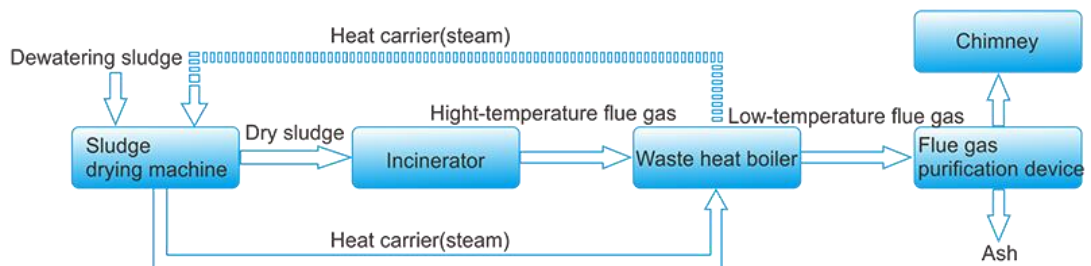 Heat carrier(steam)
Chimney
Dewatering sludge
Hight-temperature flue gas
Low-temperature flue gas
Dry sludge
Sludge
drying machine
Incinerator
Waste heat boiler
Flue gas
purification device
Heat carrier(steam)
Ash